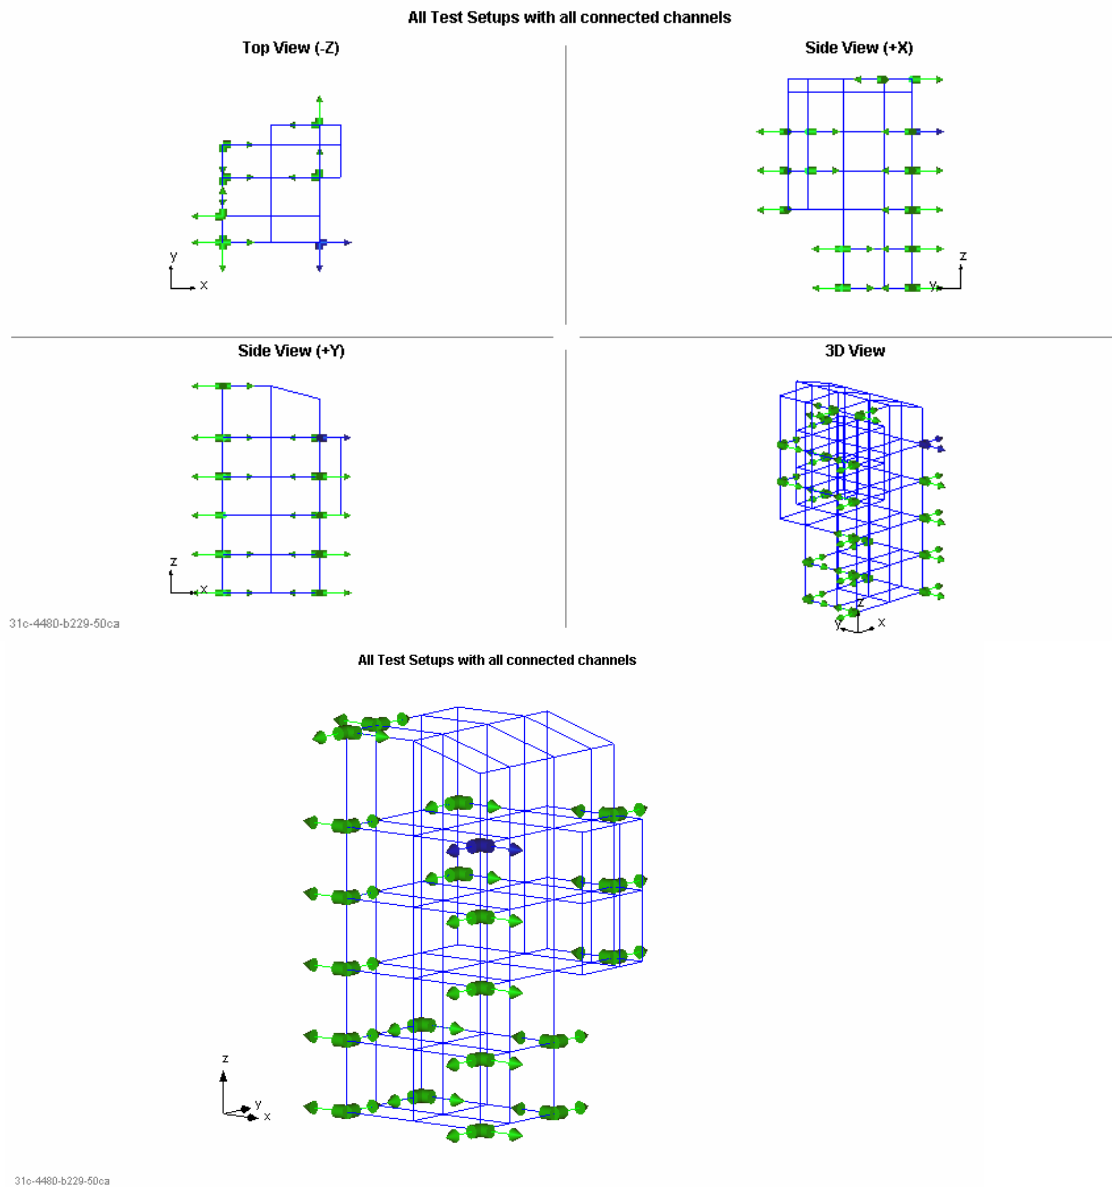 All Test Setups with all connected channels
Top View (-Z)
Side View (+X)
y
x
z
y
Side View (+Y)
3D View
z
x
z
y
x
31c-4480-b229-50ca
All Test Setups with all connected channels
z
y
x
31c-4480-b229-50ca